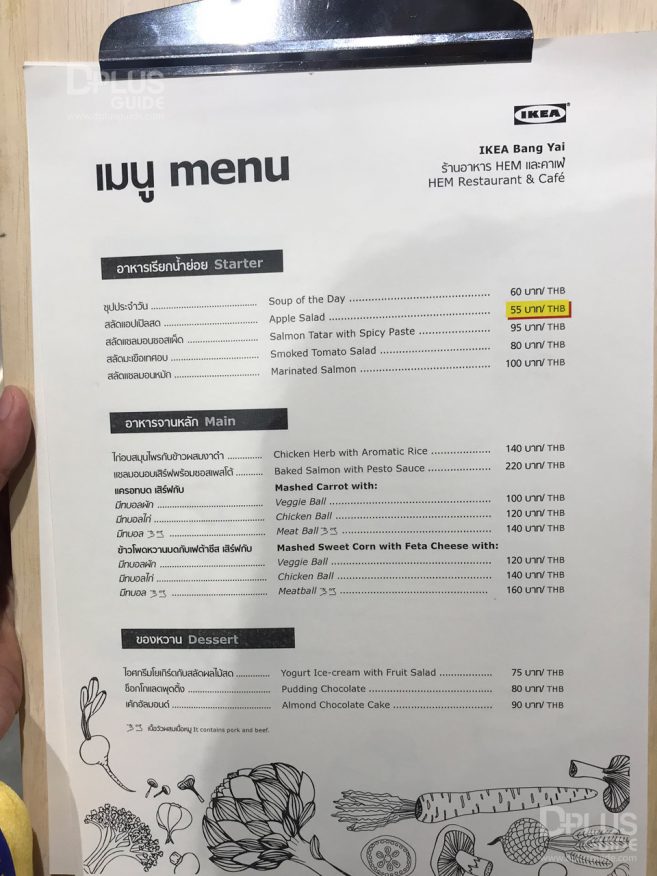 DPLUS
GUIDE
www.dplusguide.com
IKEA
เมนู menu
IKEA Bang Yai
ร้านอาหาร HEM และคาเฟ่
HEM Restaurant & Café
อาหารเรียกน้ำย่อย Starter
ซุปประจำวัน Soup of the Day 60 บาท/ THB
สลัดแอปเปิลสด Apple Salad 55 บาท/ THB
สลัดแซลมอนซอสเผ็ด Salmon Tatar with Spicy Paste 95 บาท/ THB
สลัดมะเขือเทศอบ Smoked Tomato Salad 80 บาท/ THB
สลัดแซลมอนหมัก Marinated Salmon 100 บาท/ THB
อาหารจานหลัก Main
ไก่อบสมุนไพรกับข้าวผสมงาดำ Chicken Herb with Aromatic Rice 140 บาท/ THB
แซลมอนอบเสิร์ฟพร้อมซอสเพสโต้ Baked Salmon with Pesto Sauce 220 บาท/ THB
แครอทบด เสิร์ฟกับ Mashed Carrot with:
มีทบอลผัก Veggie Ball 100 บาท/ THB
มีทบอลไก่ Chicken Ball 120 บาท/ THB
มีทบอล Meat Ball 140 บาท/ THB
ข้าวโพดหวานบดกับเฟต้าชีส เสิร์ฟกับ Mashed Sweet Corn with Feta Cheese with:
มีทบอลผัก Veggie Ball 120 บาท/ THB
มีทบอลไก่ Chicken Ball 140 บาท/ THB
มีทบอล Meatball 160 บาท/ THB
ของหวาน Dessert
ไอศกรีมโยเกิร์ตกับสลัดผลไม้สด Yogurt Ice-cream with Fruit Salad 75 บาท/ THB
ช็อกโกแลตพุดดิ้ง Pudding Chocolate 80 บาท/ THB
เค้กอัลมอนด์ Almond Chocolate Cake 90 บาท/ THB
เนื้อวัวผสมเนื้อหมู It contains pork and beef.
DPLUS
GUIDE
www.dplusguide.com